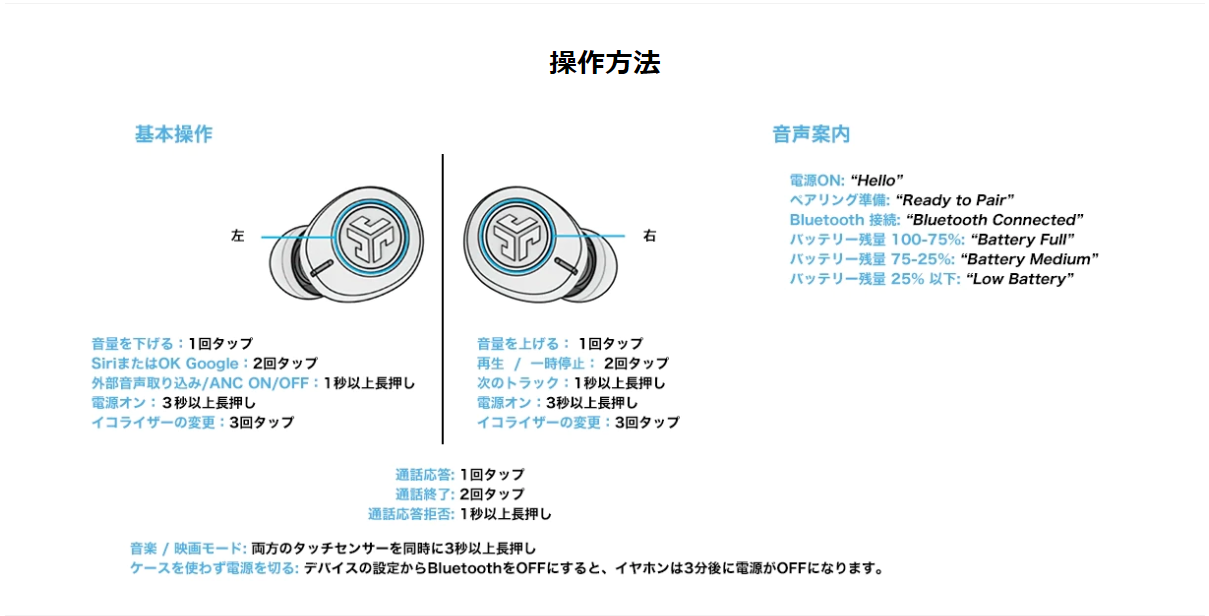 操作方法
基本操作
左
右
音量を下げる：1回タップ
SiriまたはOK Google：2回タップ
外部音声取り込み/ANC ON/OFF：1秒以上長押し
電源オン：３秒以上長押し
イコライザーの変更：3回タップ
音量を上げる： 1回タップ
再生 / 一時停止： 2回タップ
次のトラック：1秒以上長押し
電源オン：3秒以上長押し
イコライザーの変更：3回タップ
通話応答: 1回タップ
通話終了: 2回タップ
通話応答拒否: 1秒以上長押し
音楽 / 映画モード: 両方のタッチセンサーを同時に3秒以上長押し
ケースを使わず電源を切る: デバイスの設定からBluetoothをOFFにすると、イヤホンは3分後に電源がOFFになります。
音声案内
電源ON: “Hello”
ペアリング準備: “Ready to Pair”
Bluetooth 接続: “Bluetooth Connected”
バッテリー残量 100-75%: “Battery Full”
バッテリー残量 75-25%: “Battery Medium”
バッテリー残量 25% 以下: “Low Battery”